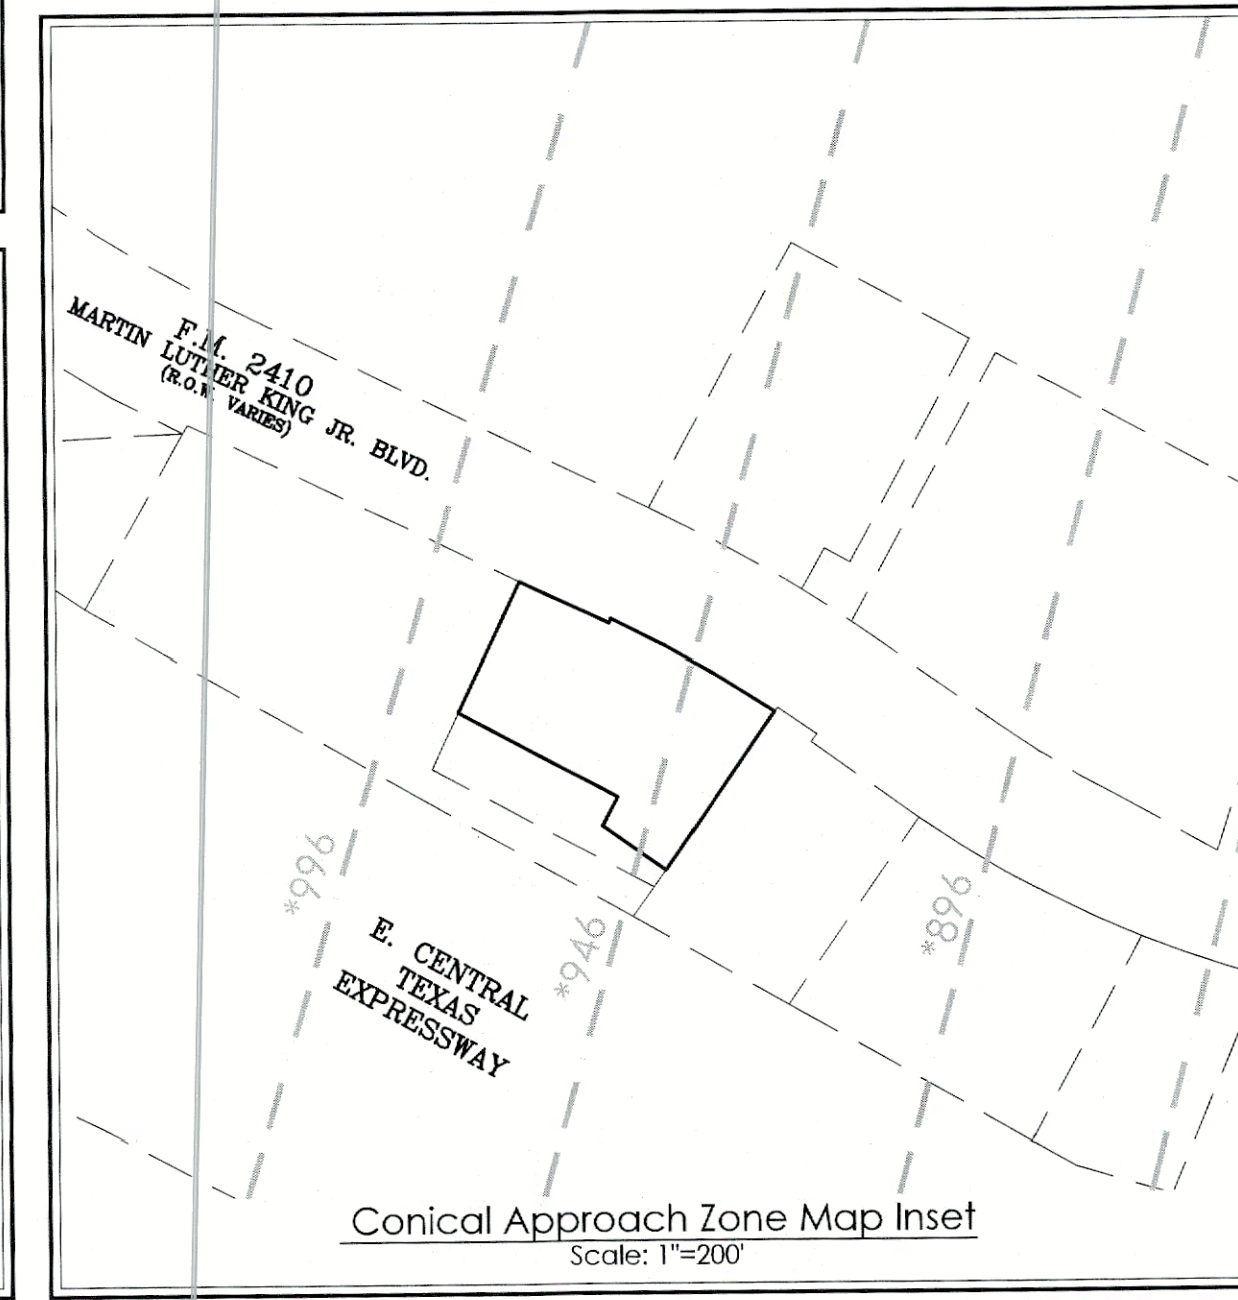 F.M. 2410
MARTIN LUTHER KING JR. BLVD.
(R.O.W. VARIES)
*996
*946
*896
E. CENTRAL
TEXAS
EXPRESSWAY
Conical Approach Zone Map Inset
Scale: 1"=200'